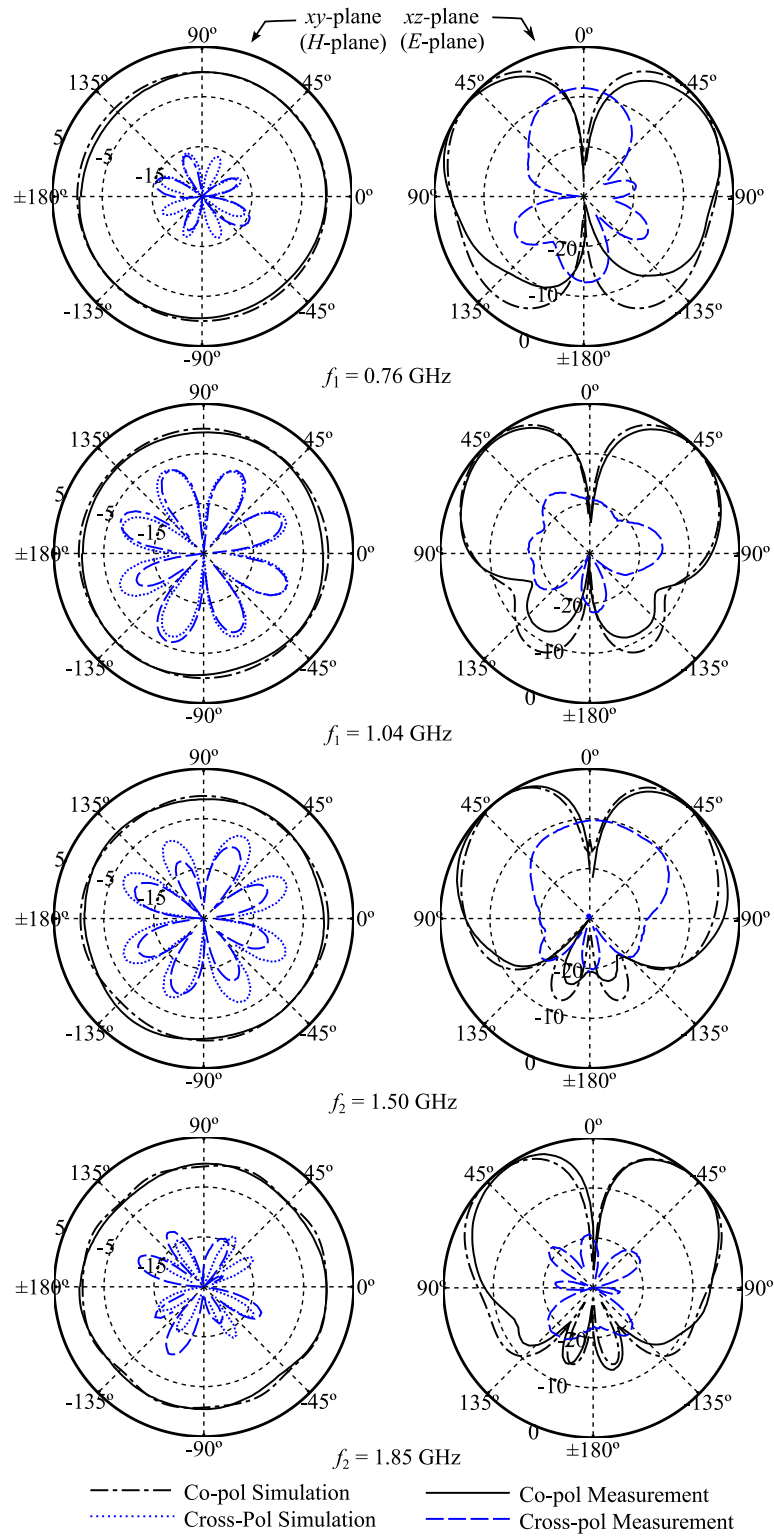 xy-plane xz-plane
(H-plane) (E-plane)
90º 0º
135º 45º 45º -45º
5
-5
-15
±180º 0º 90º -90º
-20
-10
0
-135º -45º 135º -135º
-90º ±180º
f1 = 0.76 GHz
90º 0º
135º 45º 45º -45º
5
-5
-15
±180º 0º 90º -90º
-20
-10
0
-135º -45º 135º -135º
-90º ±180º
f1 = 1.04 GHz
90º 0º
135º 45º 45º -45º
5
-5
-15
±180º 0º 90º -90º
-20
-10
0
-135º -45º 135º -135º
-90º ±180º
f2 = 1.50 GHz
90º 0º
135º 45º 45º -45º
5
-5
-15
±180º 0º 90º -90º
-20
-10
0
-135º -45º 135º -135º
-90º ±180º
f2 = 1.85 GHz
Co-pol Simulation Co-pol Measurement
Cross-Pol Simulation Cross-pol Measurement